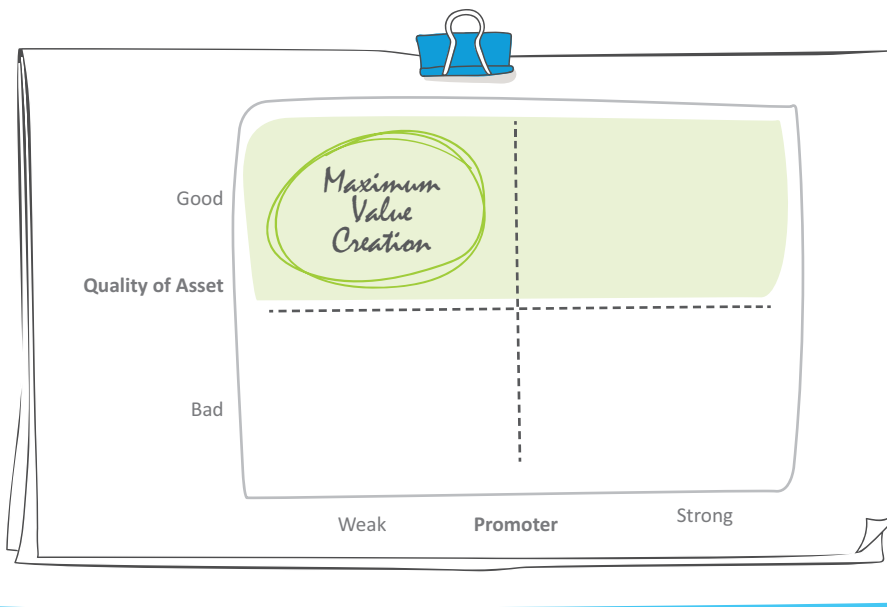 Good
Maximum
Value
Creation
Quality of Asset
Bad
Weak
Promoter
Strong